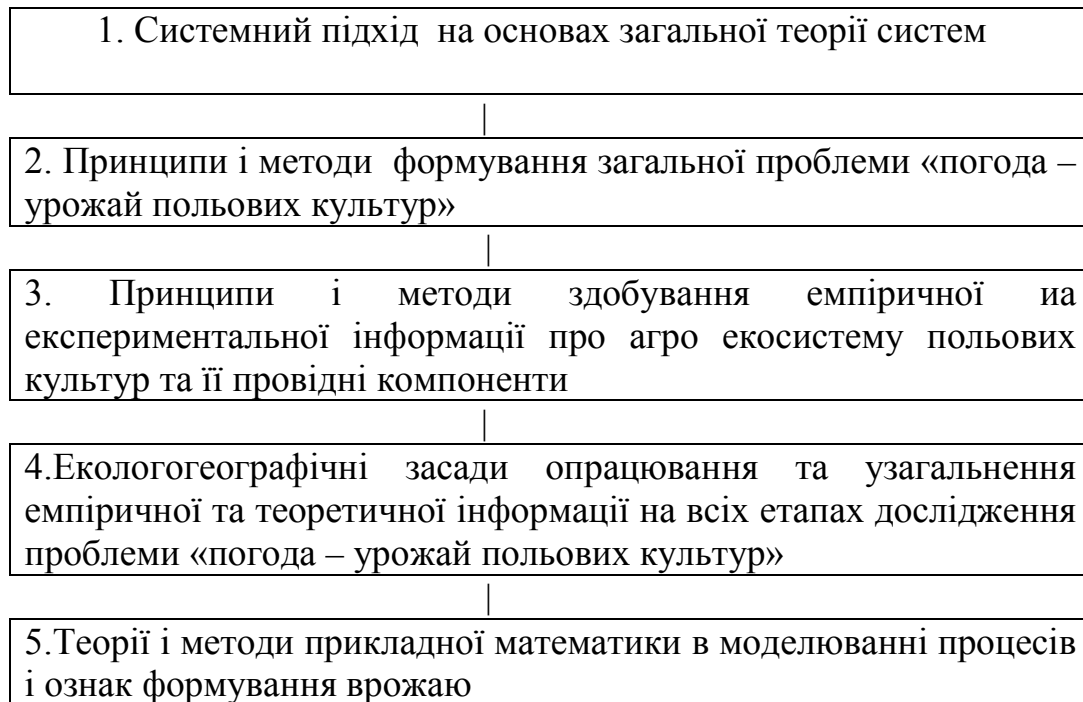 1. Системний підхід на основах загальної теорії систем
2. Принципи і методи формування загальної проблеми «погода –
урожай польових культур»
3. Принципи і методи здобування емпіричної иа
експериментальної інформації про агро екосистему польових
культур та її провідні компоненти
4.Екологогеографічні засади опрацювання та узагальнення
емпіричної та теоретичної інформації на всіх етапах дослідження
проблеми «погода – урожай польових культур»
5.Теорії і методи прикладної математики в моделюванні процесів
і ознак формування врожаю